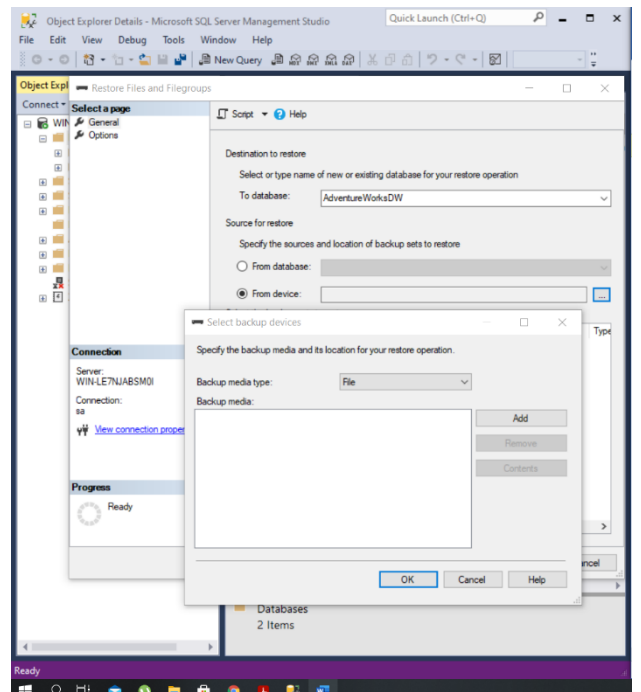 Object Explorer Details - Microsoft SQL Server Management Studio
Quick Launch (Ctrl+Q)
File Edit View Debug Tools Window Help
New Query
Object Expl
Restore Files and Filegroups
Connect
Select a page
General
Options
Script Help
WIN
Destination to restore
Select or type name of new or existing database for your restore operation
To database: AdventureWorksDW
Source for restore
Specify the sources and location of backup sets to restore
From database:
From device:
...
Type
Select backup devices
Specify the backup media and its location for your restore operation.
Backup media type: File
Backup media:
Add
Remove
Contents
OK Cancel Help
Connection
Server:
WIN-LE7NJABSM0I
Connection:
sa
View connection proper
Progress
Ready
ncel
Databases
2 Items
Ready